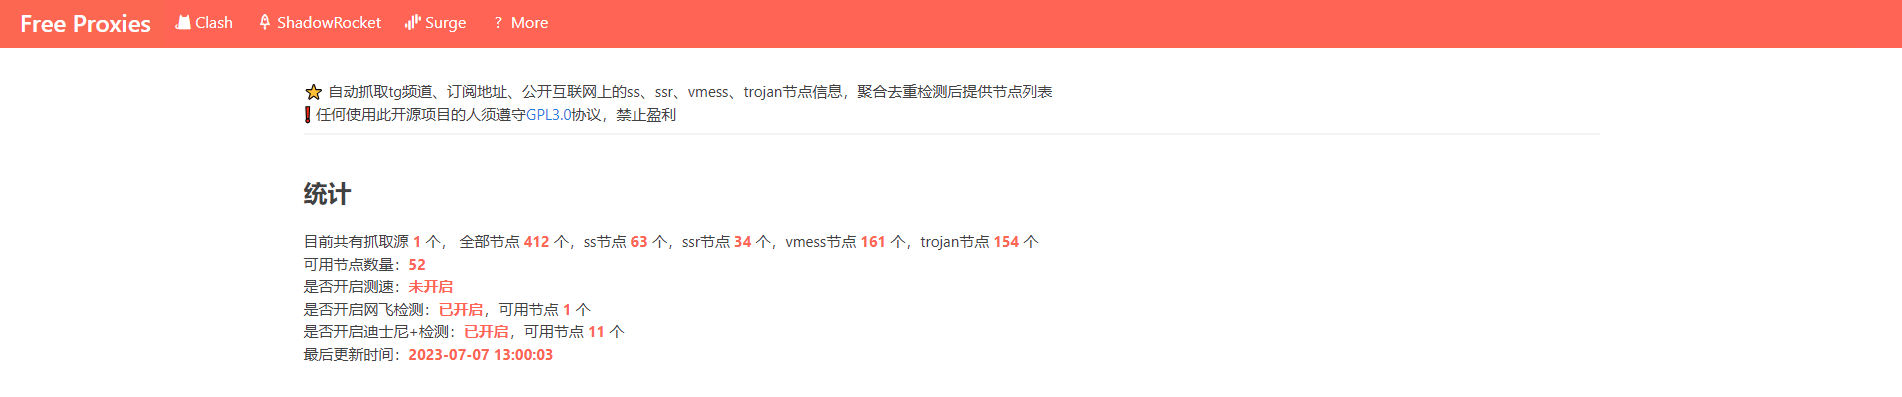 Free Proxies Clash ShadowRocket Surge ? More
自动抓取tg频道、订阅地址、公开互联网上的ss、ssr、vmess、trojan节点信息，聚合去重检测后提供节点列表
任何使用此开源项目的人须遵守GPL3.0协议，禁止盈利
统计
目前共有抓取源 1 个， 全部节点 412 个，ss节点 63 个，ssr节点 34 个，vmess节点 161 个，trojan节点 154 个
可用节点数量：52
是否开启测速：未开启
是否开启网飞检测：已开启，可用节点 1 个
是否开启迪士尼+检测：已开启，可用节点 11 个
最后更新时间：2023-07-07 13:00:03